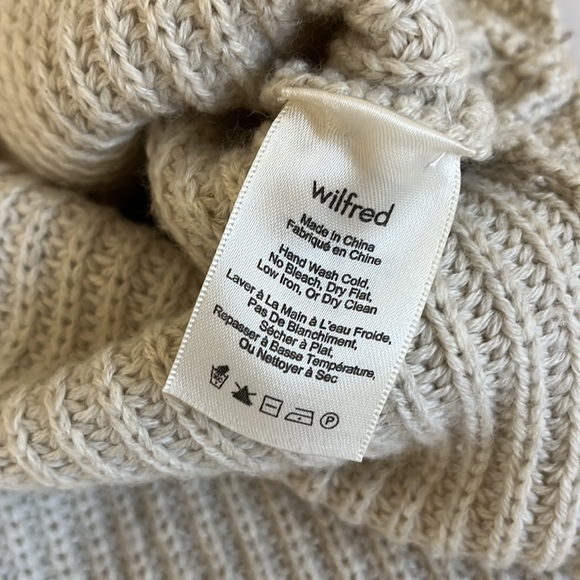 wilfred
Made in China
Fabriqué en Chine
Hand Wash Cold,
No Bleach, Dry Flat,
Low Iron, Or Dry Clean
Laver à La Main à L'eau Froide,
Pas De Blanchiment,
Sécher à Plat,
Repasser à Basse Température,
Ou Nettoyer à Sec
P